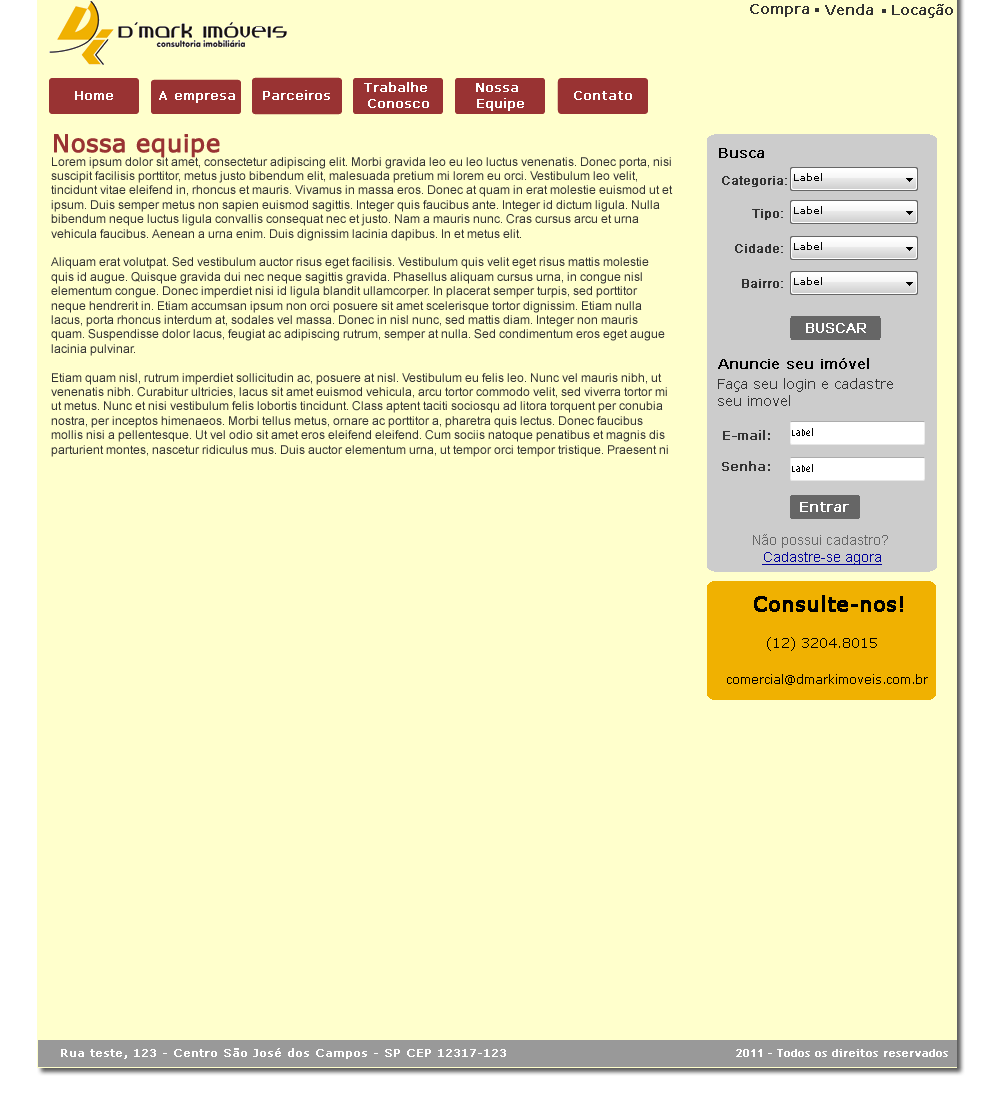 Compra ▪ Venda ▪ Locação
D'mark imóveis
consultoria imobiliária
Home
A empresa
Parceiros
Trabalhe
Conosco
Nossa
Equipe
Contato
Nossa equipe
Lorem ipsum dolor sit amet, consectetur adipiscing elit. Morbi gravida leo eu leo luctus venenatis. Donec porta, nisi
suscipit facilisis porttitor, metus justo bibendum elit, malesuada pretium mi lorem eu orci. Vestibulum leo velit,
tincidunt vitae eleifend in, rhoncus et mauris. Vivamus in massa eros. Donec at quam in erat molestie euismod ut et
ipsum. Duis semper metus non sapien euismod sagittis. Integer quis faucibus ante. Integer id dictum ligula. Nulla
bibendum neque luctus ligula convallis consequat nec et justo. Nam a mauris nunc. Cras cursus arcu et urna
vehicula faucibus. Aenean a urna enim. Duis dignissim lacinia dapibus. In et metus elit.
Aliquam erat volutpat. Sed vestibulum auctor risus eget facilisis. Vestibulum quis velit eget risus mattis molestie
quis id augue. Quisque gravida dui nec neque sagittis gravida. Phasellus aliquam cursus urna, in congue nisl
elementum congue. Donec imperdiet nisi id ligula blandit ullamcorper. In placerat semper turpis, sed porttitor
neque hendrerit in. Etiam accumsan ipsum non orci posuere sit amet scelerisque tortor dignissim. Etiam nulla
lacus, porta rhoncus interdum at, sodales vel massa. Donec in nisl nunc, sed mattis diam. Integer non mauris
quam. Suspendisse dolor lacus, feugiat ac adipiscing rutrum, semper at nulla. Sed condimentum eros eget augue
lacinia pulvinar.
Etiam quam nisl, rutrum imperdiet sollicitudin ac, posuere at nisl. Vestibulum eu felis leo. Nunc vel mauris nibh, ut
venenatis nibh. Curabitur ultricies, lacus sit amet euismod vehicula, arcu tortor commodo velit, sed viverra tortor mi
ut metus. Nunc et nisi vestibulum felis lobortis tincidunt. Class aptent taciti sociosqu ad litora torquent per conubia
nostra, per inceptos himenaeos. Morbi tellus metus, ornare ac porttitor a, pharetra quis lectus. Donec faucibus
mollis nisi a pellentesque. Ut vel odio sit amet eros eleifend eleifend. Cum sociis natoque penatibus et magnis dis
parturient montes, nascetur ridiculus mus. Duis auctor elementum urna, ut tempor orci tempor tristique. Praesent ni
Busca
Categoria: Label
Tipo: Label
Cidade: Label
Bairro: Label
BUSCAR
Anuncie seu imóvel
Faça seu login e cadastre
seu imovel
E-mail: Label
Senha: Label
Entrar
Não possui cadastro?
Cadastre-se agora
Consulte-nos!
(12) 3204.8015
comercial@dmarkimoveis.com.br
Rua teste, 123 - Centro São José dos Campos - SP CEP 12317-123
2011 - Todos os direitos reservados